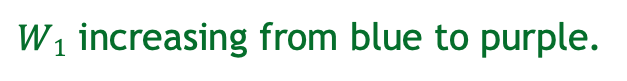 W₁ increasing from blue to purple.